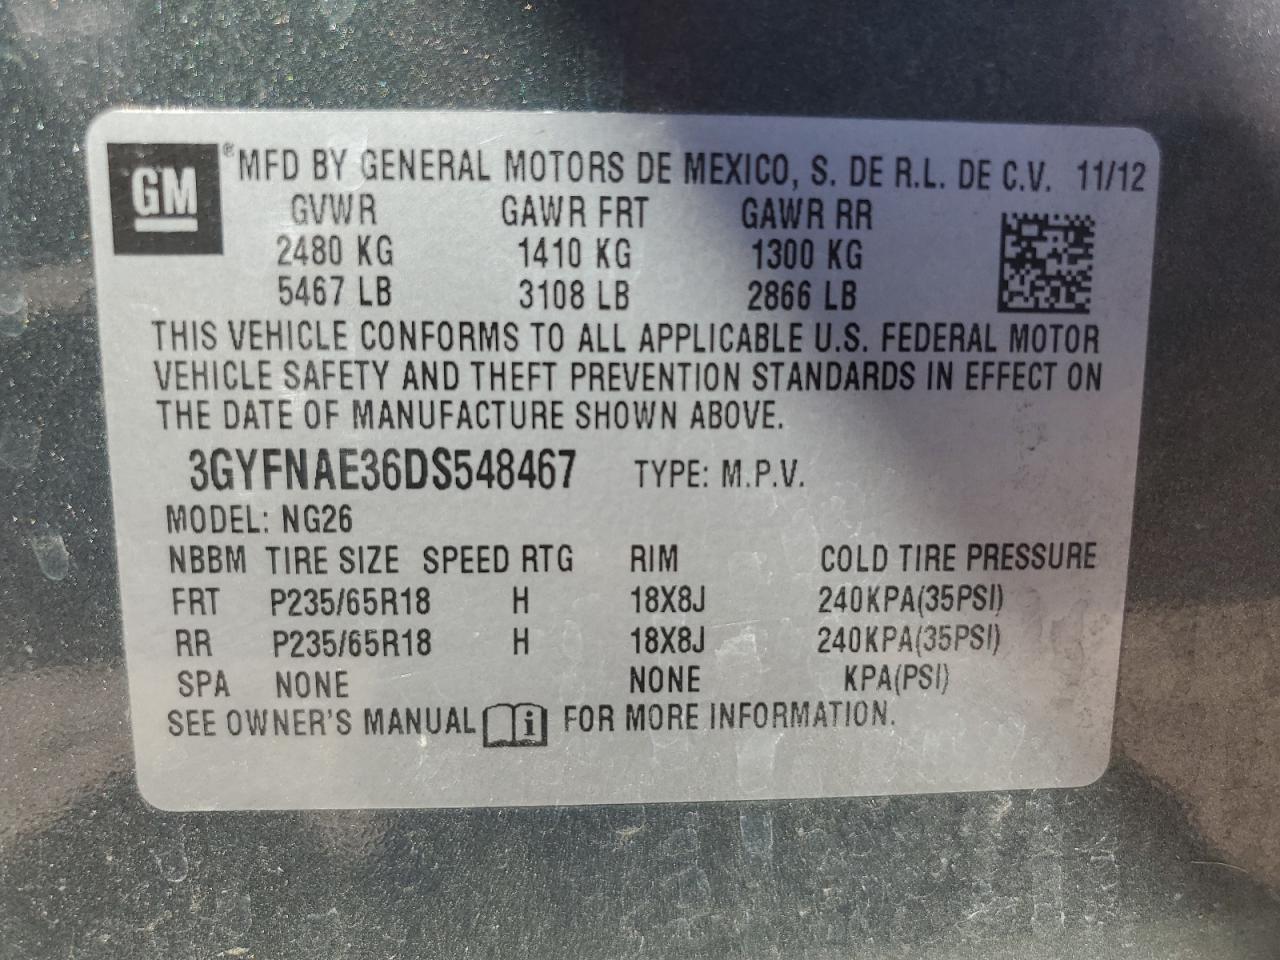 GM ® MFD BY GENERAL MOTORS DE MEXICO, S. DE R.L. DE C.V. 11/12
GVWR GAWR FRT GAWR RR
2480 KG 1410 KG 1300 KG
5467 LB 3108 LB 2866 LB
THIS VEHICLE CONFORMS TO ALL APPLICABLE U.S. FEDERAL MOTOR
VEHICLE SAFETY AND THEFT PREVENTION STANDARDS IN EFFECT ON
THE DATE OF MANUFACTURE SHOWN ABOVE.
3GYFNAE36DS548467 TYPE: M.P.V.
MODEL: NG26
NBBM TIRE SIZE SPEED RTG RIM COLD TIRE PRESSURE
FRT P235/65R18 H 18X8J 240KPA(35PSI)
RR P235/65R18 H 18X8J 240KPA(35PSI)
SPA NONE NONE KPA(PSI)
SEE OWNER'S MANUAL i FOR MORE INFORMATION.